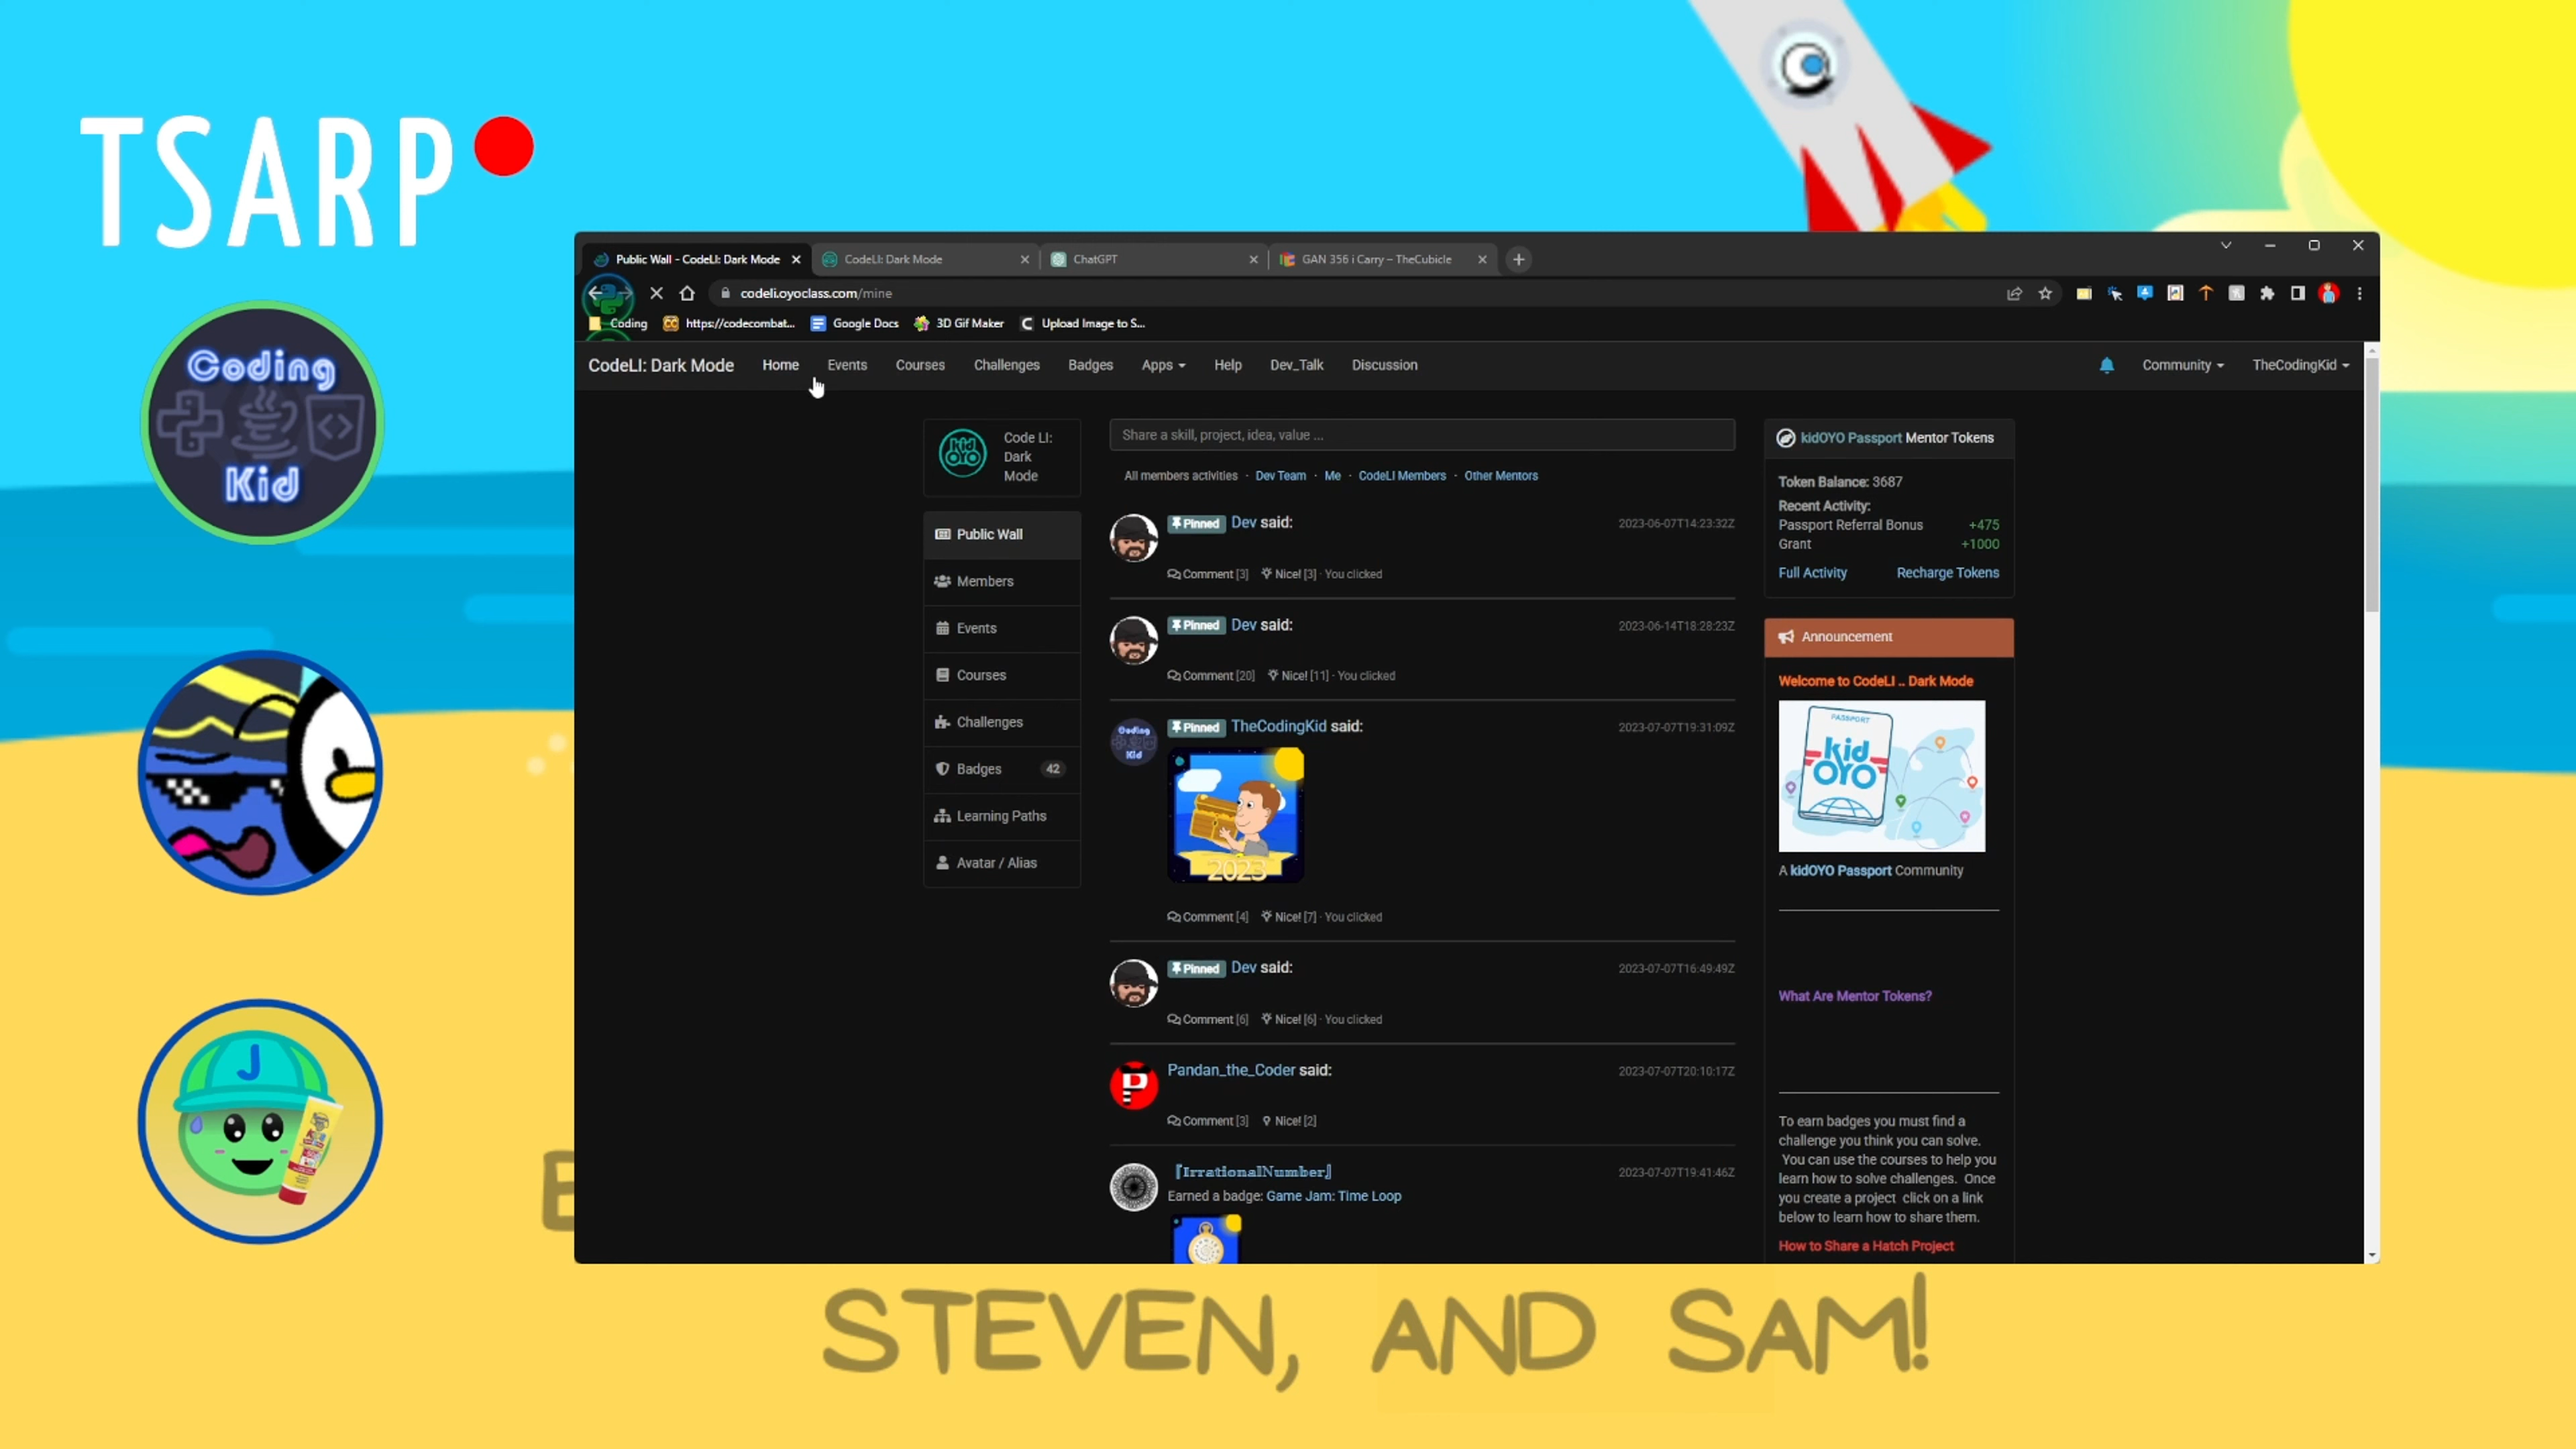 TSARP
Coding
Kid
J
Public Wall - CodeLI: Dark Mode
CodeLI: Dark Mode
ChatGPT
GAN 356 i Carry – TheCubicle
codeli.oyoclass.com/mine
Coding
https://codecombat...
Google Docs
3D Gif Maker
Upload Image to S...
CodeLI: Dark Mode
Home
Events
Courses
Challenges
Badges
Apps
Help
Dev_Talk
Discussion
Community
TheCodingKid
kid
OYO
Code LI:
Dark
Mode
Public Wall
Members
Events
Courses
Challenges
Badges 42
Learning Paths
Avatar / Alias
Share a skill, project, idea, value ...
All members activities · Dev Team · Me · CodeLI Members · Other Mentors
Pinned Dev said: 2023-06-07T14:23:32Z
Comment [3] Nice! [3] · You clicked
Pinned Dev said: 2023-06-14T18:28:23Z
Comment [20] Nice! [11] · You clicked
Coding
Kid
Pinned TheCodingKid said: 2023-07-07T19:31:09Z
2023
Comment [4] Nice! [7] · You clicked
Pinned Dev said: 2023-07-07T16:49:49Z
Comment [6] Nice! [6] · You clicked
P
Pandan_the_Coder said: 2023-07-07T20:10:17Z
Comment [3] Nice! [2]
『IrrationalNumber』 2023-07-07T19:41:46Z
Earned a badge: Game Jam: Time Loop
kidOYO Passport Mentor Tokens
Token Balance: 3687
Recent Activity:
Passport Referral Bonus +475
Grant +1000
Full Activity Recharge Tokens
Announcement
Welcome to CodeLI .. Dark Mode
PASSPORT
kid
OYO
A kidOYO Passport Community
What Are Mentor Tokens?
To earn badges you must find a
challenge you think you can solve.
You can use the courses to help you
learn how to solve challenges. Once
you create a project click on a link
below to learn how to share them.
How to Share a Hatch Project
STEVEN, AND SAM!